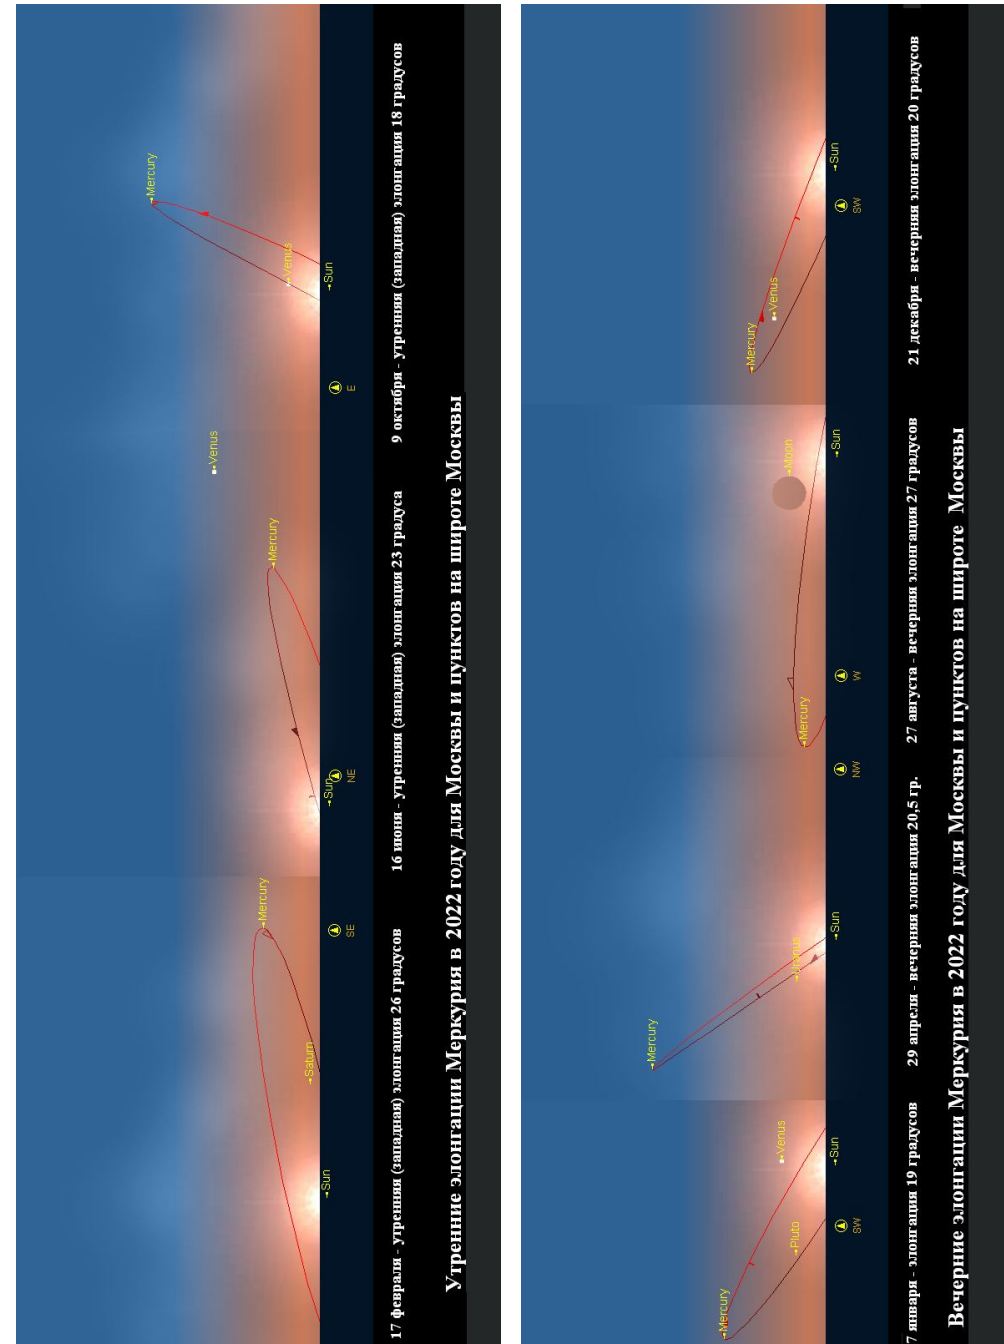 Mercury
Saturn
Sun
SE
Mercury
Sun
NE
Venus
Mercury
Venus
Sun
E
17 февраля - утренняя (западная) элонгация 26 градусов
16 июня - утренняя (западная) элонгация 23 градуса
9 октября - утренняя (западная) элонгация 18 градусов
Утренние элонгации Меркурия в 2022 году для Москвы и пунктов на широте Москвы
Mercury
Pluto
Venus
Sun
SW
Mercury
Uranus
Sun
NW
Mercury
Moon
Sun
W
Mercury
Venus
Sun
SW
7 января - элонгация 19 градусов
29 апреля - вечерняя элонгация 20,5 гр.
27 августа - вечерняя элонгация 27 градусов
21 декабря - вечерняя элонгация 20 градусов
Вечерние элонгации Меркурия в 2022 году для Москвы и пунктов на широте Москвы